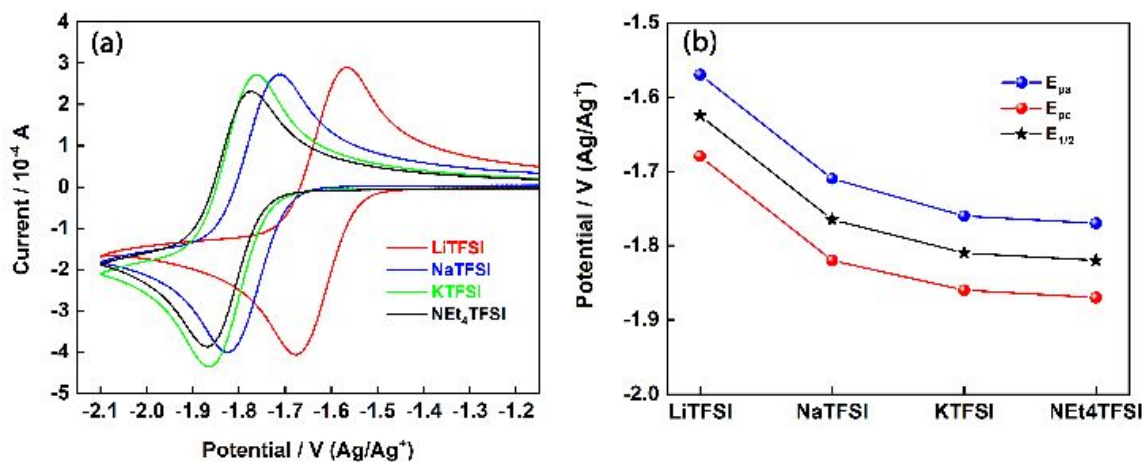 (a)
4
3
2
1
0
-1
-2
-3
-4
-5
Current / 10⁻⁴ A
LiTFSI
NaTFSI
KTFSI
NEt₄TFSI
-2.1 -2.0 -1.9 -1.8 -1.7 -1.6 -1.5 -1.4 -1.3 -1.2
Potential / V (Ag/Ag⁺)
(b)
-1.5
-1.6
-1.7
-1.8
-1.9
-2.0
Potential / V (Ag/Ag⁺)
Epa
Epc
E1/2
LiTFSI NaTFSI KTFSI NEt4TFSI